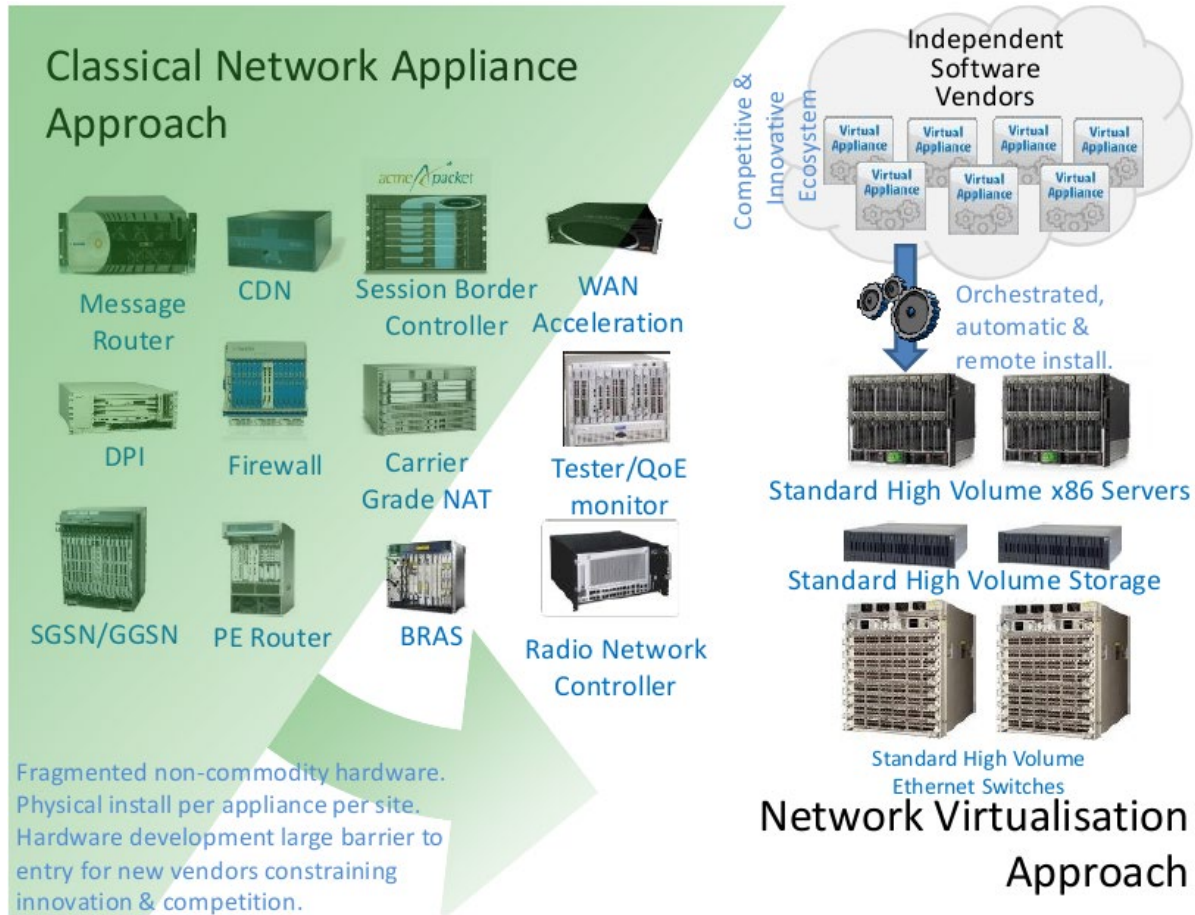 Classical Network Appliance
Approach
acme packet
Message
Router
CDN
Session Border
Controller
WAN
Acceleration
DPI
Firewall
Carrier
Grade NAT
Tester/QoE
monitor
SGSN/GGSN
PE Router
BRAS
Radio Network
Controller
Fragmented non-commodity hardware.
Physical install per appliance per site.
Hardware development large barrier to
entry for new vendors constraining
innovation & competition.
Competitive &
Innovative
Ecosystem
Independent
Software
Vendors
Virtual
Appliance
Virtual
Appliance
Virtual
Appliance
Virtual
Appliance
Virtual
Appliance
Virtual
Appliance
Virtual
Appliance
Orchestrated,
automatic &
remote install.
Standard High Volume x86 Servers
Standard High Volume Storage
Standard High Volume
Ethernet Switches
Network Virtualisation
Approach